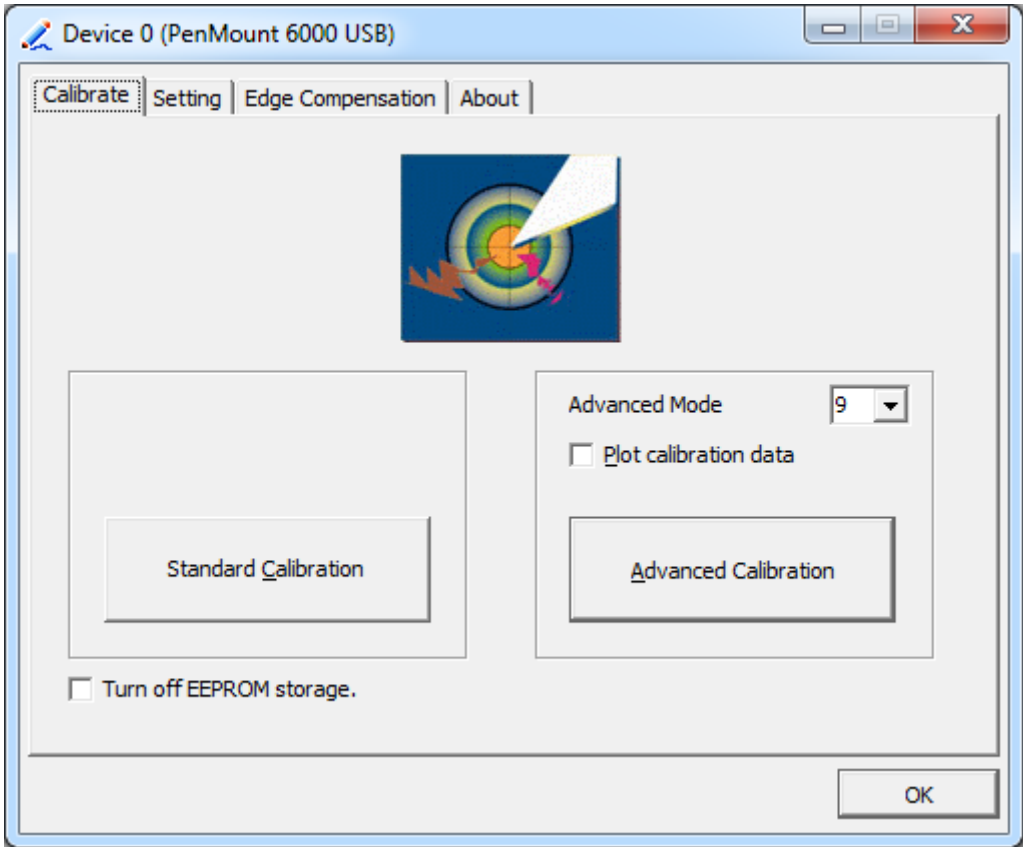 Device 0 (PenMount 6000 USB)
Calibrate Setting Edge Compensation About
Advanced Mode 9
Plot calibration data
Standard Calibration
Advanced Calibration
Turn off EEPROM storage.
OK